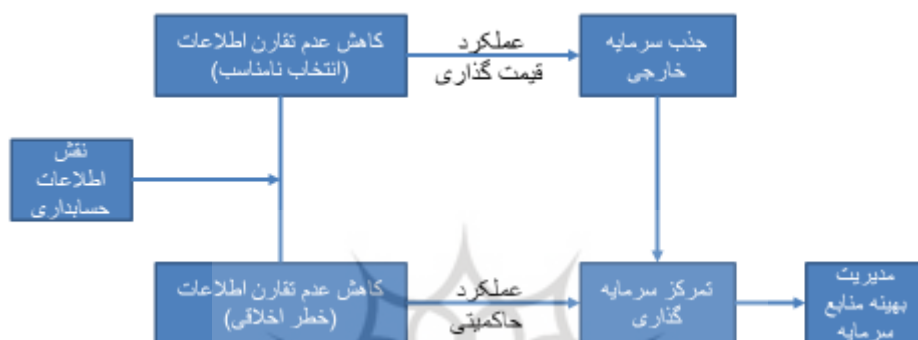 کاهش عدم تقارن اطلاعات
(انتخاب نامناسب)
عملکرد
قیمت گذاری
جذب سرمایه
خارجی
نقش
اطلاعات
حسابداری
کاهش عدم تقارن اطلاعات
(خطر اخلاقی)
عملکرد
حاکمیتی
تمرکز سرمایه
گذاری
مدیریت
بهینه منابع
سرمایه